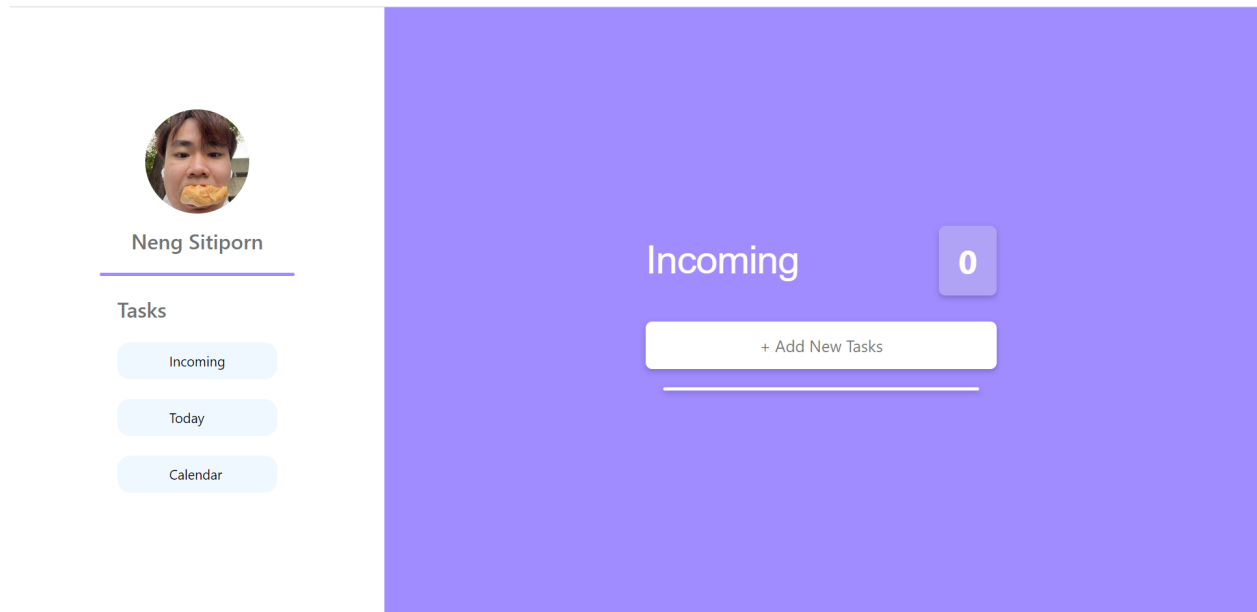 Neng Sitiporn
Tasks
Incoming
Today
Calendar
Incoming
0
+ Add New Tasks